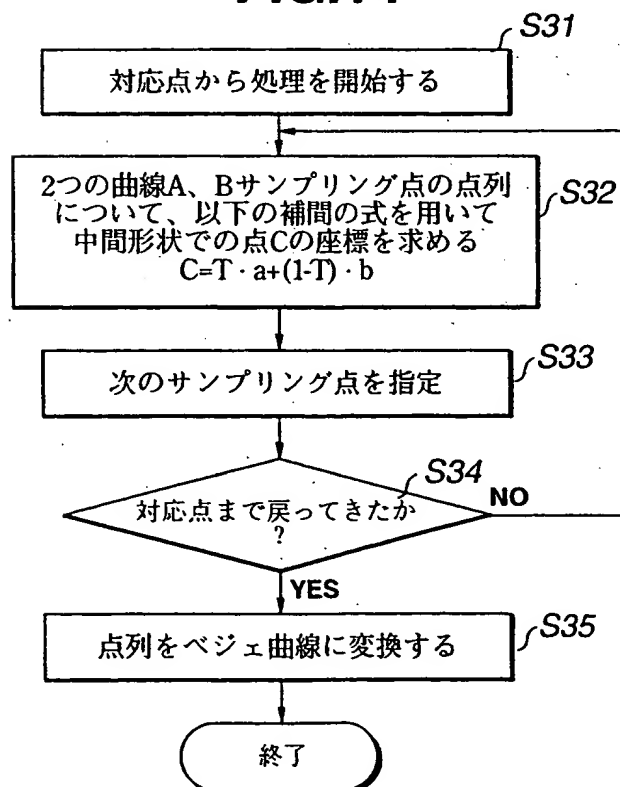 S31
対応点から処理を開始する
2つの曲線A、Bサンプリング点の点列
について、以下の補間の式を用いて
中間形状での点Cの座標を求める
C=T・a+(1-T)・b
S32
次のサンプリング点を指定
S33
S34
対応点まで戻ってきたか
?
NO
YES
点列をベジェ曲線に変換する
S35
終了